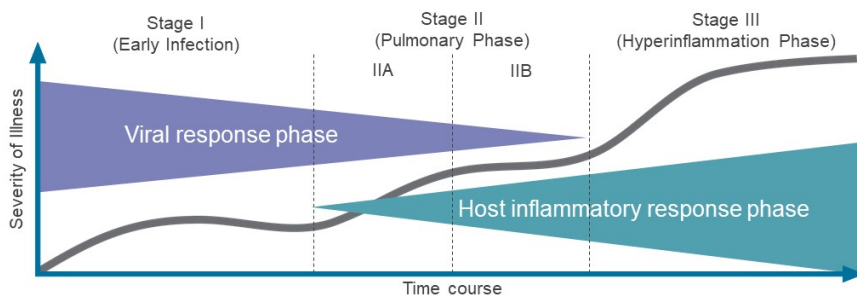 Stage I
(Early Infection)
Stage II
(Pulmonary Phase)
Stage III
(Hyperinflammation Phase)
IIA
IIB
Severity of Illness
Viral response phase
Host inflammatory response phase
Time course